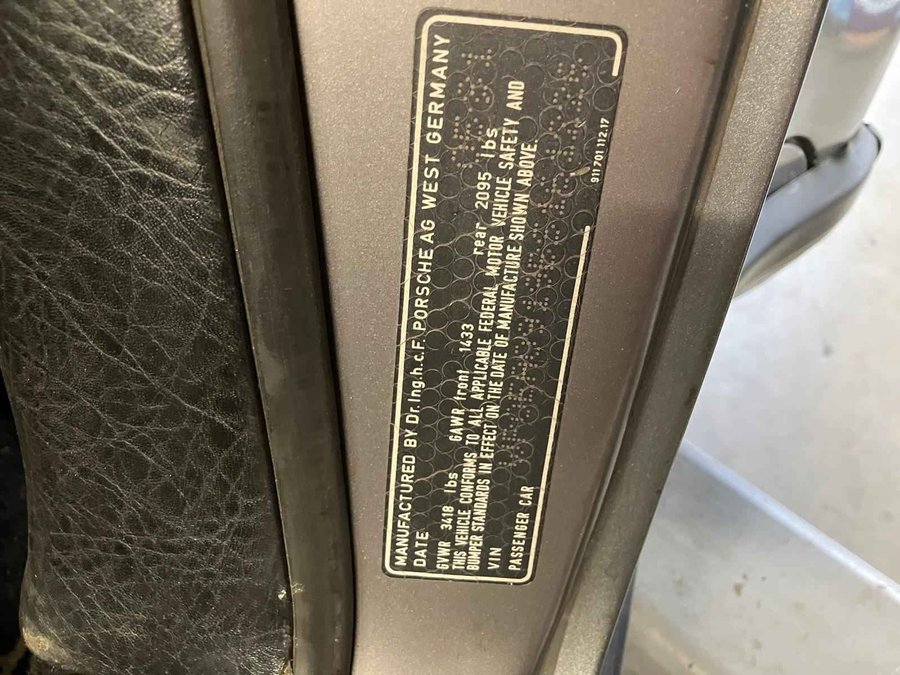 MANUFACTURED BY Dr.Ing.h.c.F. PORSCHE AG WEST GERMANY
DATE
GVWR 3418 lbs GAWR front 1433 rear 2095 lbs
THIS VEHICLE CONFORMS TO ALL APPLICABLE FEDERAL MOTOR VEHICLE SAFETY AND
BUMPER STANDARDS IN EFFECT ON THE DATE OF MANUFACTURE SHOWN ABOVE.
VIN
PASSENGER CAR
911 701 112.17